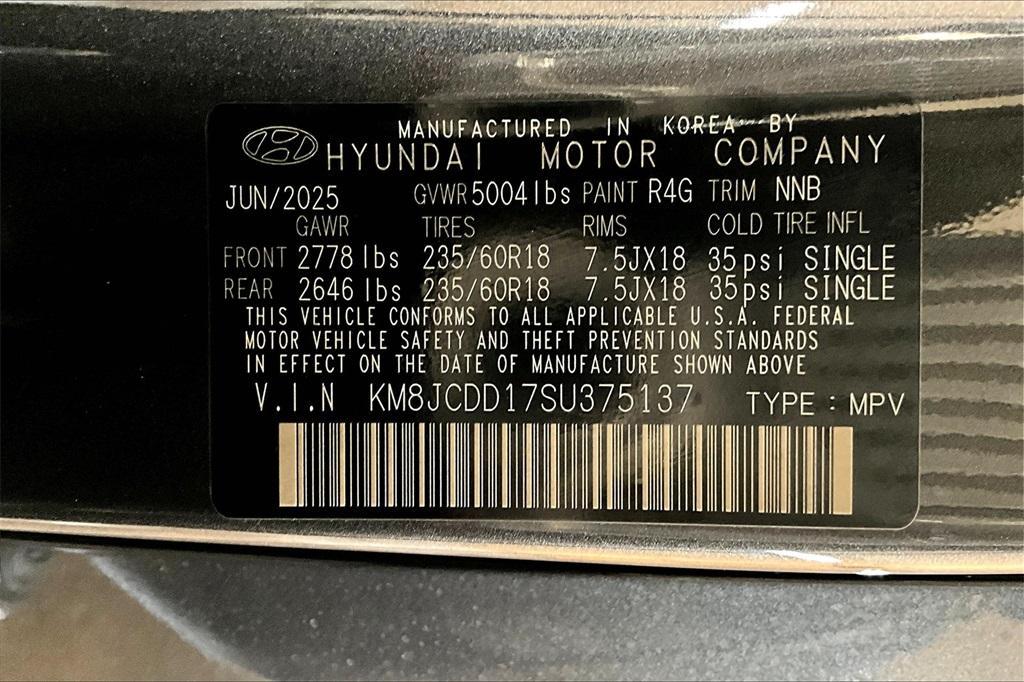 MANUFACTURED IN KOREA BY
HYUNDAI MOTOR COMPANY
JUN/2025 GVWR 5004 lbs PAINT R4G TRIM NNB
GAWR TIRES RIMS COLD TIRE INFL
FRONT 2778 lbs 235/60R18 7.5JX18 35psi SINGLE
REAR 2646 lbs 235/60R18 7.5JX18 35psi SINGLE
THIS VEHICLE CONFORMS TO ALL APPLICABLE U.S.A. FEDERAL
MOTOR VEHICLE SAFETY AND THEFT PREVENTION STANDARDS
IN EFFECT ON THE DATE OF MANUFACTURE SHOWN ABOVE
V.I.N KM8JCDD17SU375137 TYPE : MPV